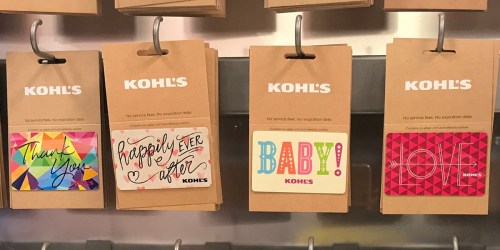 KOHL'S
No service fees. No expiration date.
Thank
You
KOHL'S
No service fees. No expiration date.
happily EVER
after
KOHL'S
KOHL'S
No service fees. No expiration date.
BABY!
KOHL'S
KOHL'S
No service fees. No expiration date.
LOVE